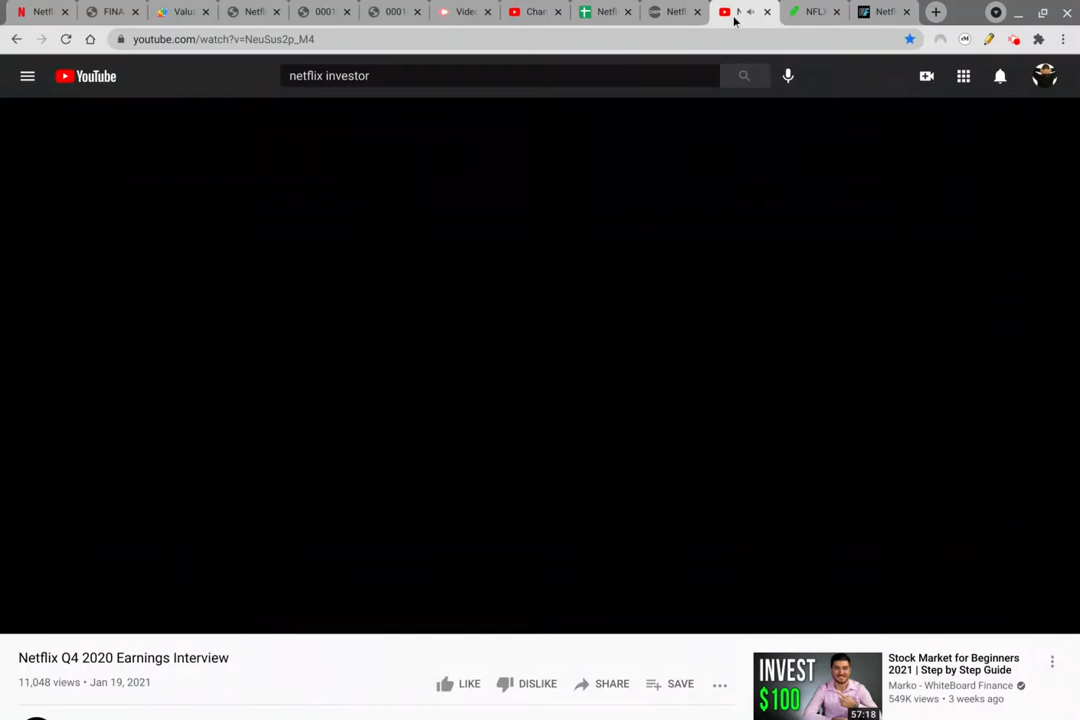 Netfl FINA Valu Netfl 0001 0001 Video Chan Netfl Netfl N NFLX Netfl
youtube.com/watch?v=NeuSus2p_M4
YouTube netflix investor
Netflix Q4 2020 Earnings Interview
11,048 views • Jan 19, 2021
LIKE DISLIKE SHARE SAVE
INVEST
$100
57:18
Stock Market for Beginners
2021 | Step by Step Guide
Marko - WhiteBoard Finance
549K views • 3 weeks ago